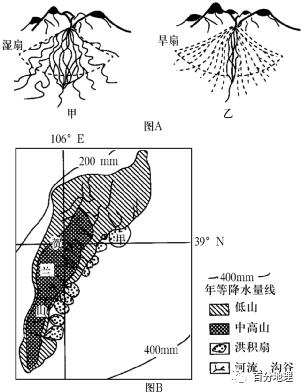 湿扇
旱扇
甲
乙
图A
106° E
200 mm
贺
甲
39° N
兰
山
400mm
400mm
年等降水量线
低山
中高山
洪积扇
河流、沟谷
图B
百分地理